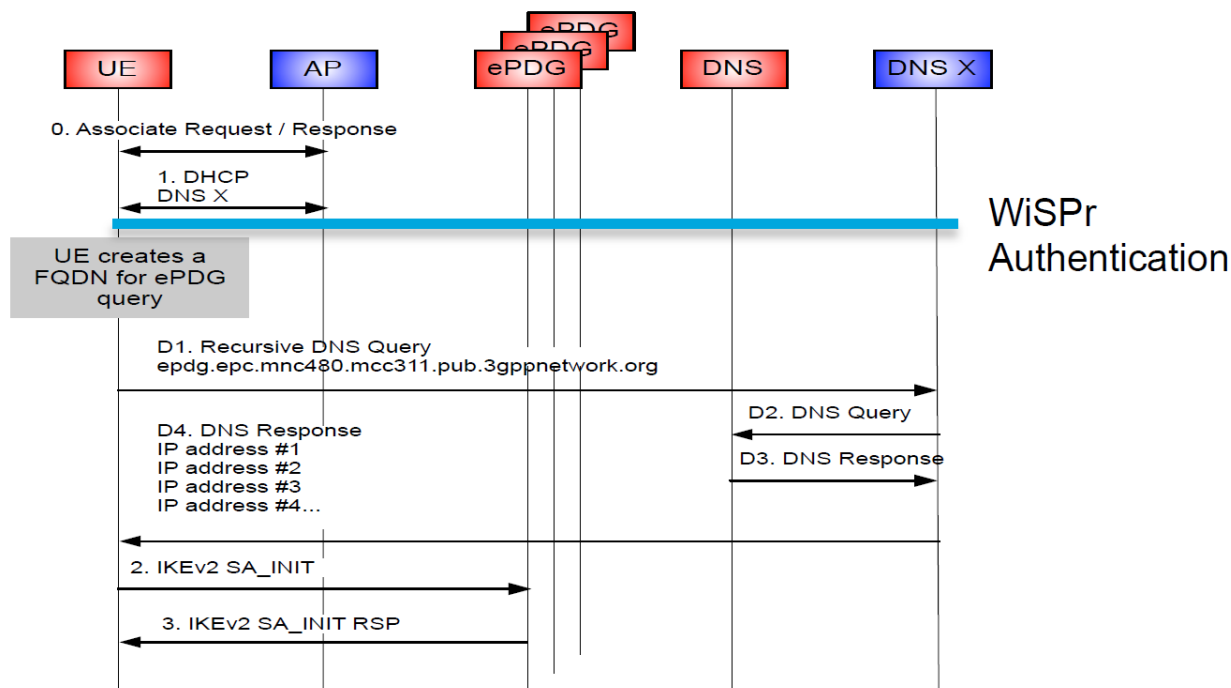 ePDG
ePDG
UE
AP
ePDG
DNS
DNS X
0. Associate Request / Response
1. DHCP
DNS X
WiSPr
Authentication
UE creates a
FQDN for ePDG
query
D1. Recursive DNS Query
epdg.epc.mnc480.mcc311.pub.3gppnetwork.org
D2. DNS Query
D4. DNS Response
IP address #1
IP address #2
IP address #3
IP address #4...
D3. DNS Response
2. IKEv2 SA_INIT
3. IKEv2 SA_INIT RSP